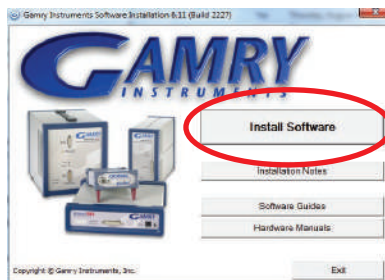 Gamry Instruments Software Installation 6.11 (Build 2227)
GAMRY
INSTRUMENTS
Install Software
Installation Notes
Software Guides
Hardware Manuals
Copyright © Gamry Instruments, Inc.
Exit